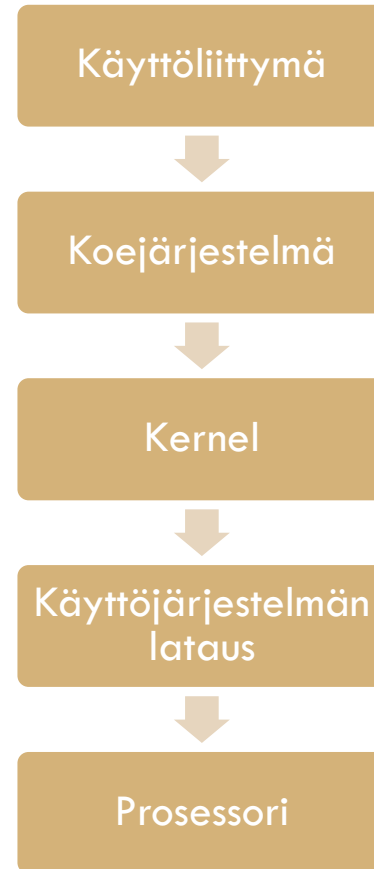 Käyttöliittymä
Koejärjestelmä
Kernel
Käyttöjärjestelmän
lataus
Prosessori